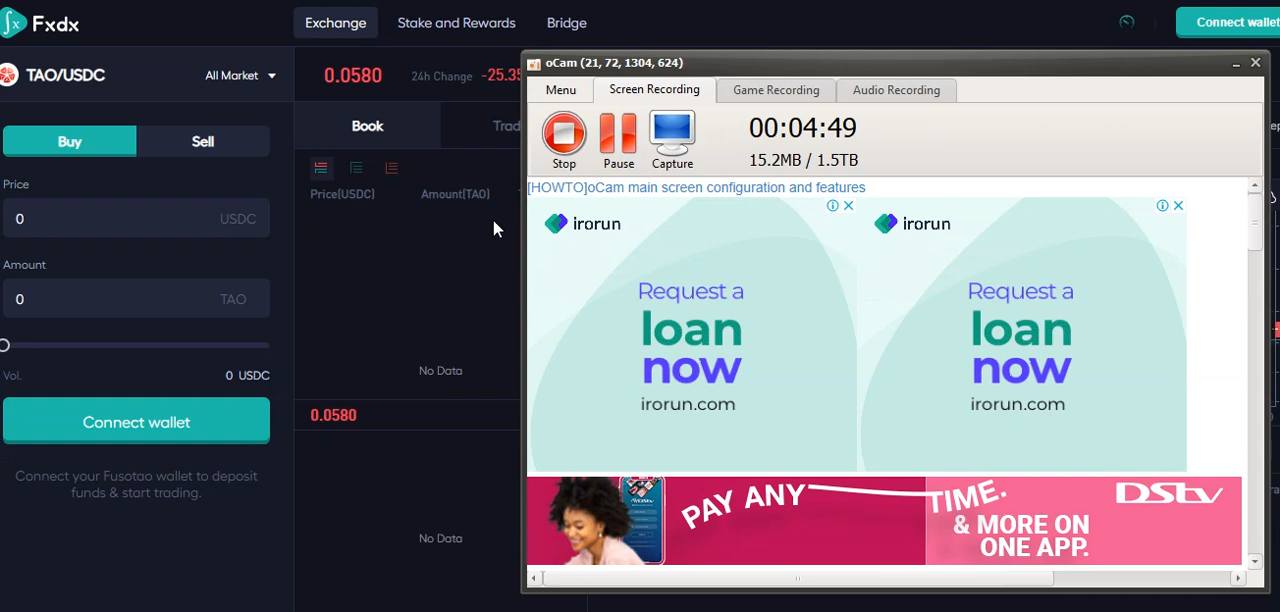 Fxdx
Exchange
Stake and Rewards
Bridge
Connect wallet
TAO/USDC
All Market
0.0580
24h Change
-25.35
Buy
Sell
Book
Price
0
USDC
Amount
0
TAO
Vol.
0 USDC
Connect wallet
Connect your Fusotao wallet to deposit
funds & start trading.
Price(USDC)
Amount(TAO)
No Data
0.0580
No Data
oCam (21, 72, 1304, 624)
Menu
Screen Recording
Game Recording
Audio Recording
Stop
Pause
Capture
00:04:49
15.2MB / 1.5TB
[HOWTO]oCam main screen configuration and features
irorun
Request a
loan
now
irorun.com
irorun
Request a
loan
now
irorun.com
PAY ANY TIME.
& MORE ON
ONE APP.
DStv